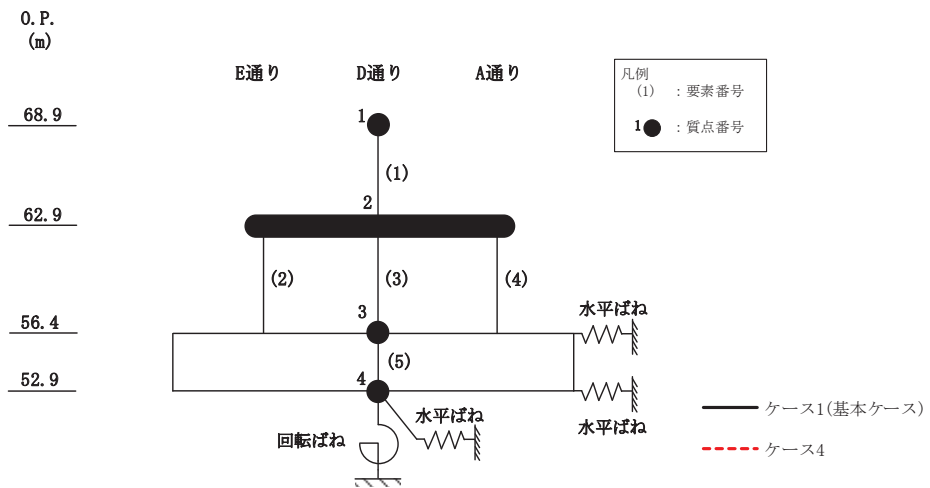 O.P.
(m)
E通り
D通り
A通り
凡例
(1) :要素番号
1 :質点番号
68.9
1
(1)
2
62.9
(2)
(3)
(4)
3
水平ばね
56.4
(5)
52.9
4
水平ばね
水平ばね
回転ばね
ケース1(基本ケース)
ケース4